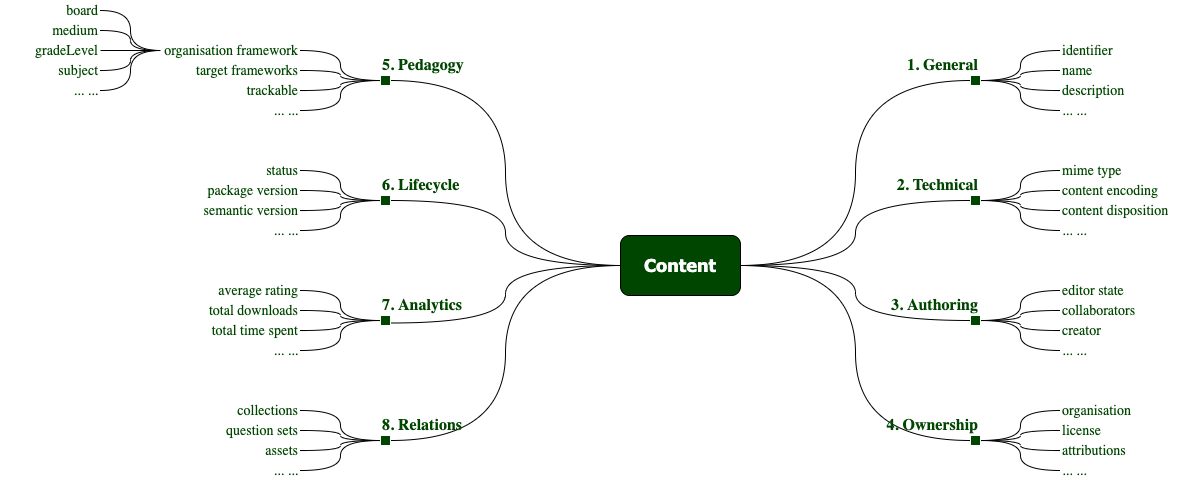 Content
1. General
identifier
name
description
... ...
2. Technical
mime type
content encoding
content disposition
... ...
3. Authoring
editor state
collaborators
creator
... ...
4. Ownership
organisation
license
attributions
... ...
5. Pedagogy
organisation framework
board
medium
gradeLevel
subject
... ...
target frameworks
trackable
... ...
6. Lifecycle
status
package version
semantic version
... ...
7. Analytics
average rating
total downloads
total time spent
... ...
8. Relations
collections
question sets
assets
... ...